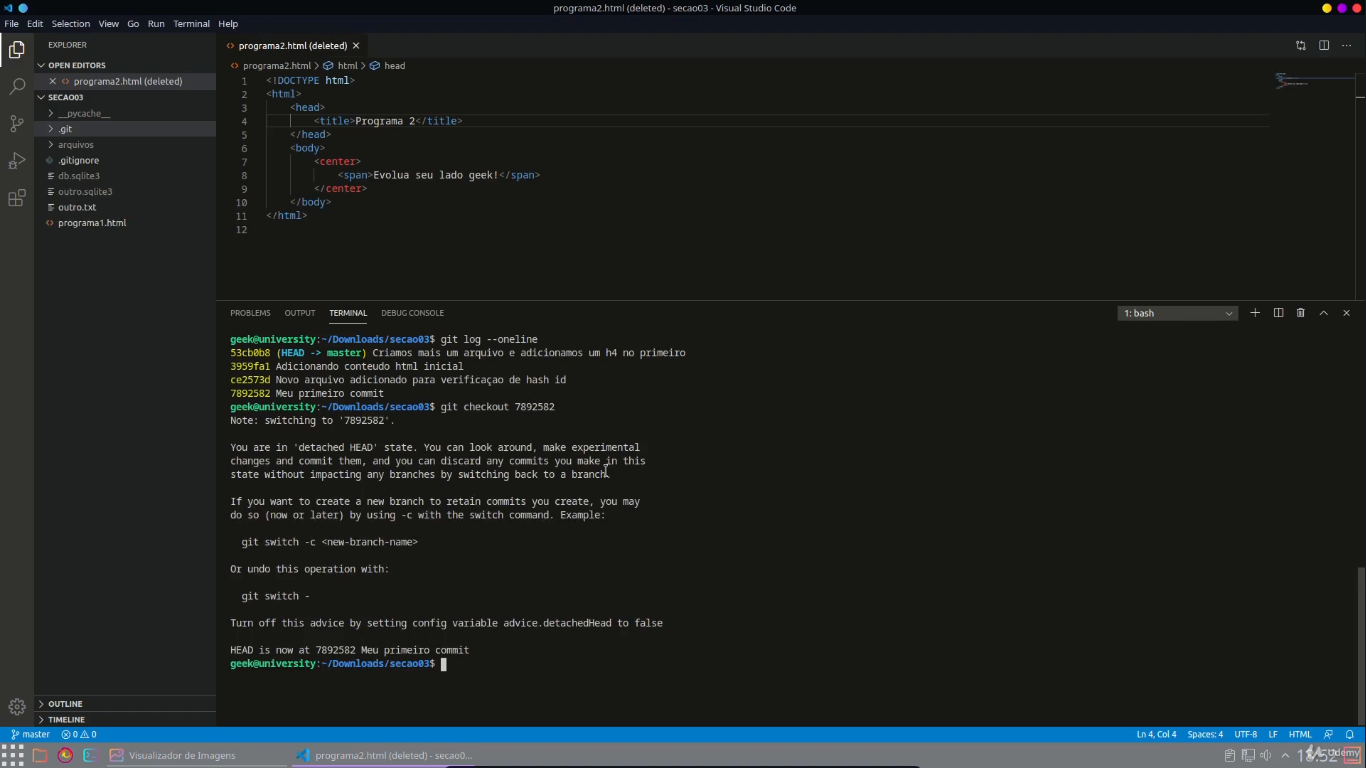 programa2.html (deleted) - secao03 - Visual Studio Code
File Edit Selection View Go Run Terminal Help
EXPLORER
OPEN EDITORS
programa2.html (deleted)
SECAO03
__pycache__
.git
arquivos
.gitignore
db.sqlite3
outro.sqlite3
outro.txt
programa1.html
OUTLINE
TIMELINE
programa2.html (deleted)
programa2.html > html > head
1 <!DOCTYPE html>
2 <html>
3 <head>
4 <title>Programa 2</title>
5 </head>
6 <body>
7 <center>
8 <span>Evolua seu lado geek!</span>
9 </center>
10 </body>
11 </html>
12
PROBLEMS OUTPUT TERMINAL DEBUG CONSOLE 1: bash
geek@university:~/Downloads/secao03$ git log --oneline
53cb0b8 (HEAD -> master) Criamos mais um arquivo e adicionamos um h4 no primeiro
3959fa1 Adicionando conteudo html inicial
ce2573d Novo arquivo adicionado para verificaçao de hash id
7892582 Meu primeiro commit
geek@university:~/Downloads/secao03$ git checkout 7892582
Note: switching to '7892582'.
You are in 'detached HEAD' state. You can look around, make experimental
changes and commit them, and you can discard any commits you make in this
state without impacting any branches by switching back to a branch.
If you want to create a new branch to retain commits you create, you may
do so (now or later) by using -c with the switch command. Example:
git switch -c <new-branch-name>
Or undo this operation with:
git switch -
Turn off this advice by setting config variable advice.detachedHead to false
HEAD is now at 7892582 Meu primeiro commit
geek@university:~/Downloads/secao03$
master 0 0 Ln 4, Col 4 Spaces: 4 UTF-8 LF HTML
Visualizador de Imagens programa2.html (deleted) - secao0... 18:52
Udemy